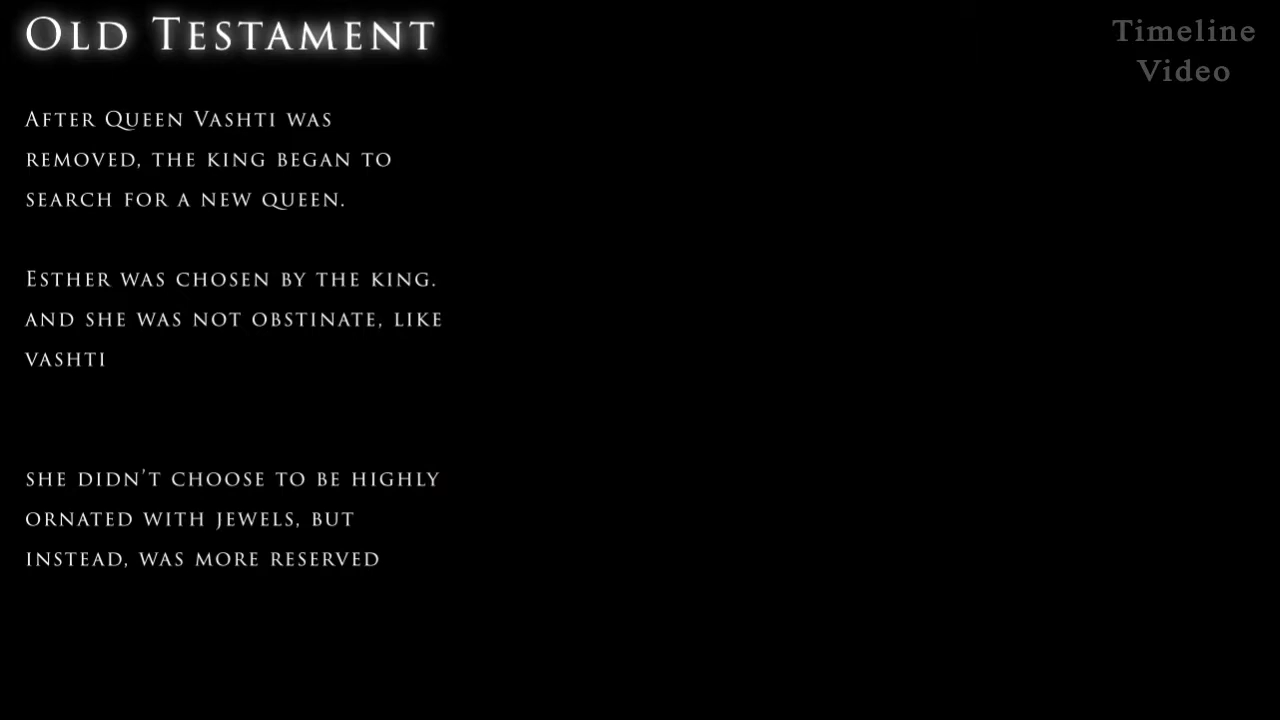 Old Testament
Timeline
Video
After Queen Vashti was
removed, the king began to
search for a new queen.
Esther was chosen by the king.
and she was not obstinate, like
vashti
she didn't choose to be highly
ornated with jewels, but
instead, was more reserved